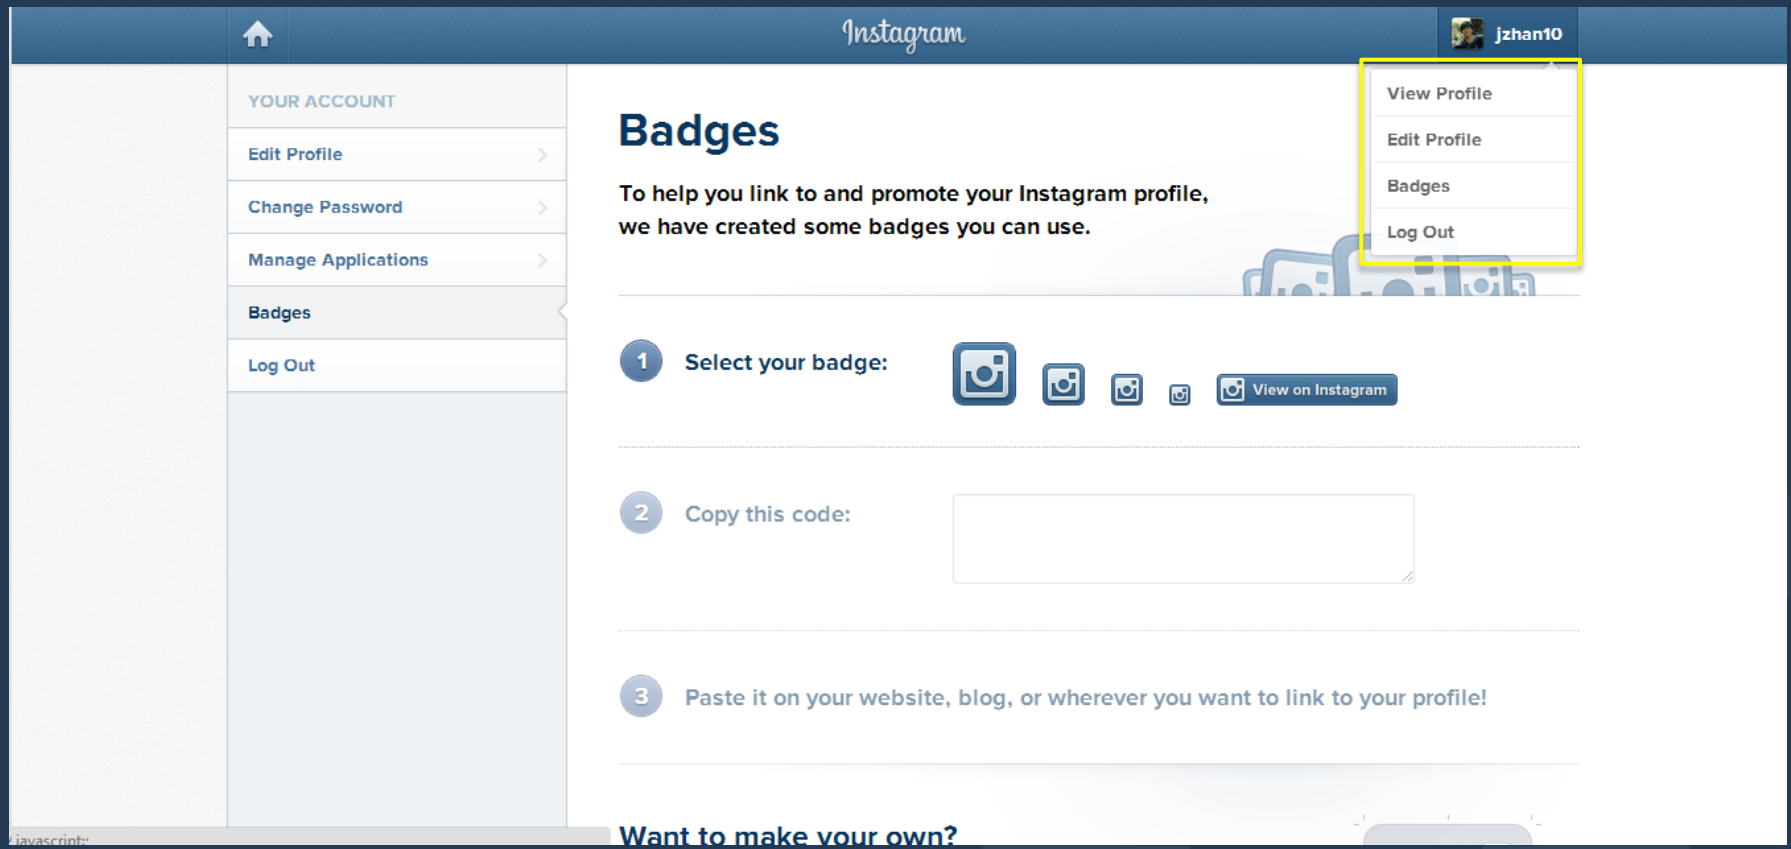 Instagram
jzhan10
View Profile
Edit Profile
Badges
Log Out
YOUR ACCOUNT
Edit Profile
Change Password
Manage Applications
Badges
Log Out
Badges
To help you link to and promote your Instagram profile,
we have created some badges you can use.
1 Select your badge:
View on Instagram
2 Copy this code:
3 Paste it on your website, blog, or wherever you want to link to your profile!
Want to make your own?
javascript:;